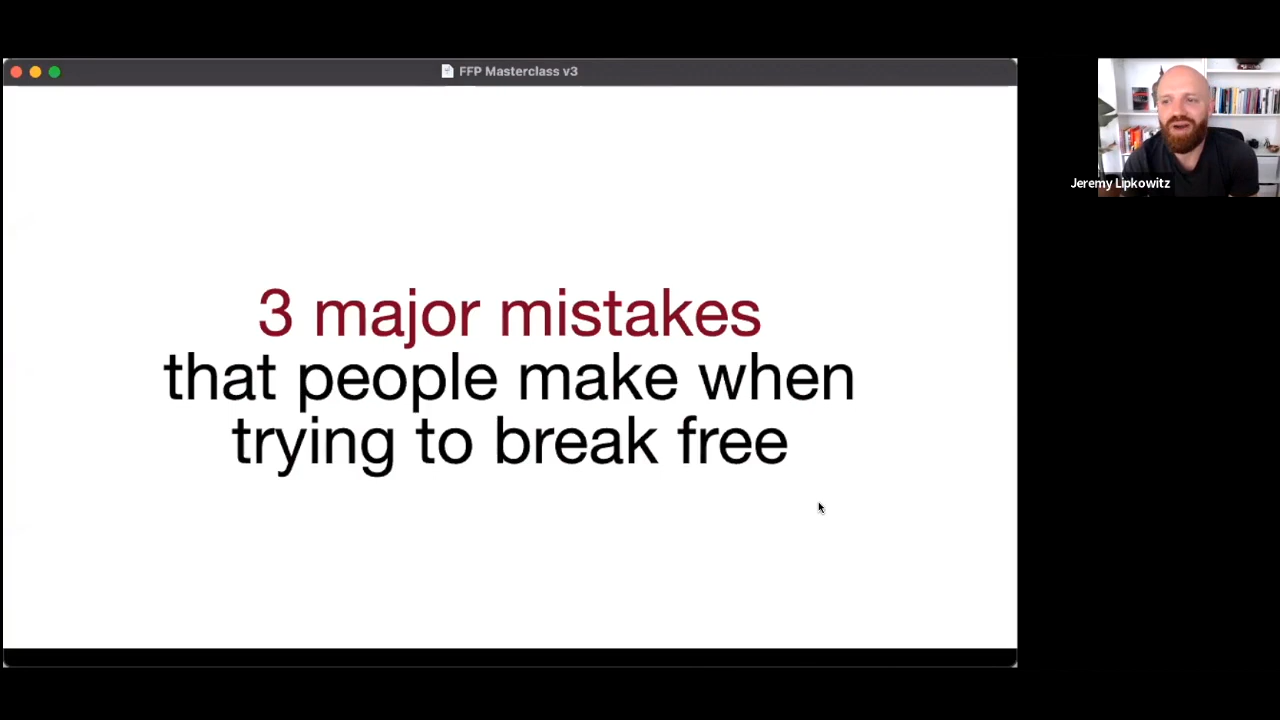 FFP Masterclass v3
3 major mistakes
that people make when
trying to break free
Jeremy Lipkowitz